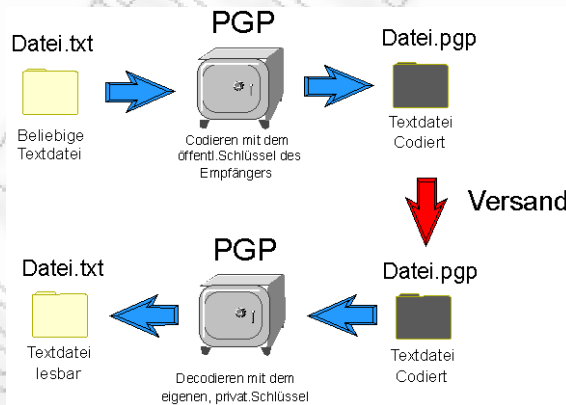 PGP
Datei.txt
Datei.pgp
Beliebige
Textdatei
Codieren mit dem
öffentl.Schlüssel des
Empfängers
Textdatei
Codiert
Versand
PGP
Datei.txt
Datei.pgp
Textdatei
lesbar
Decodieren mit dem
eigenen, privat.Schlüssel
Textdatei
Codiert